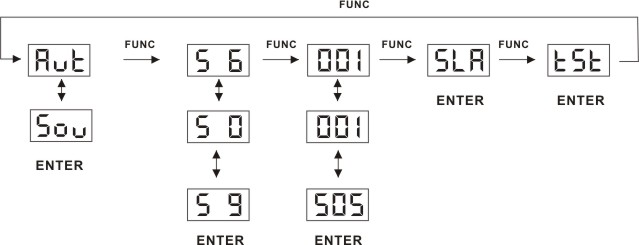 FUNC
Aut FUNC S 6 FUNC 001 FUNC SLA FUNC tSt
Sou S 0 001 ENTER ENTER
ENTER S 9 505
ENTER ENTER